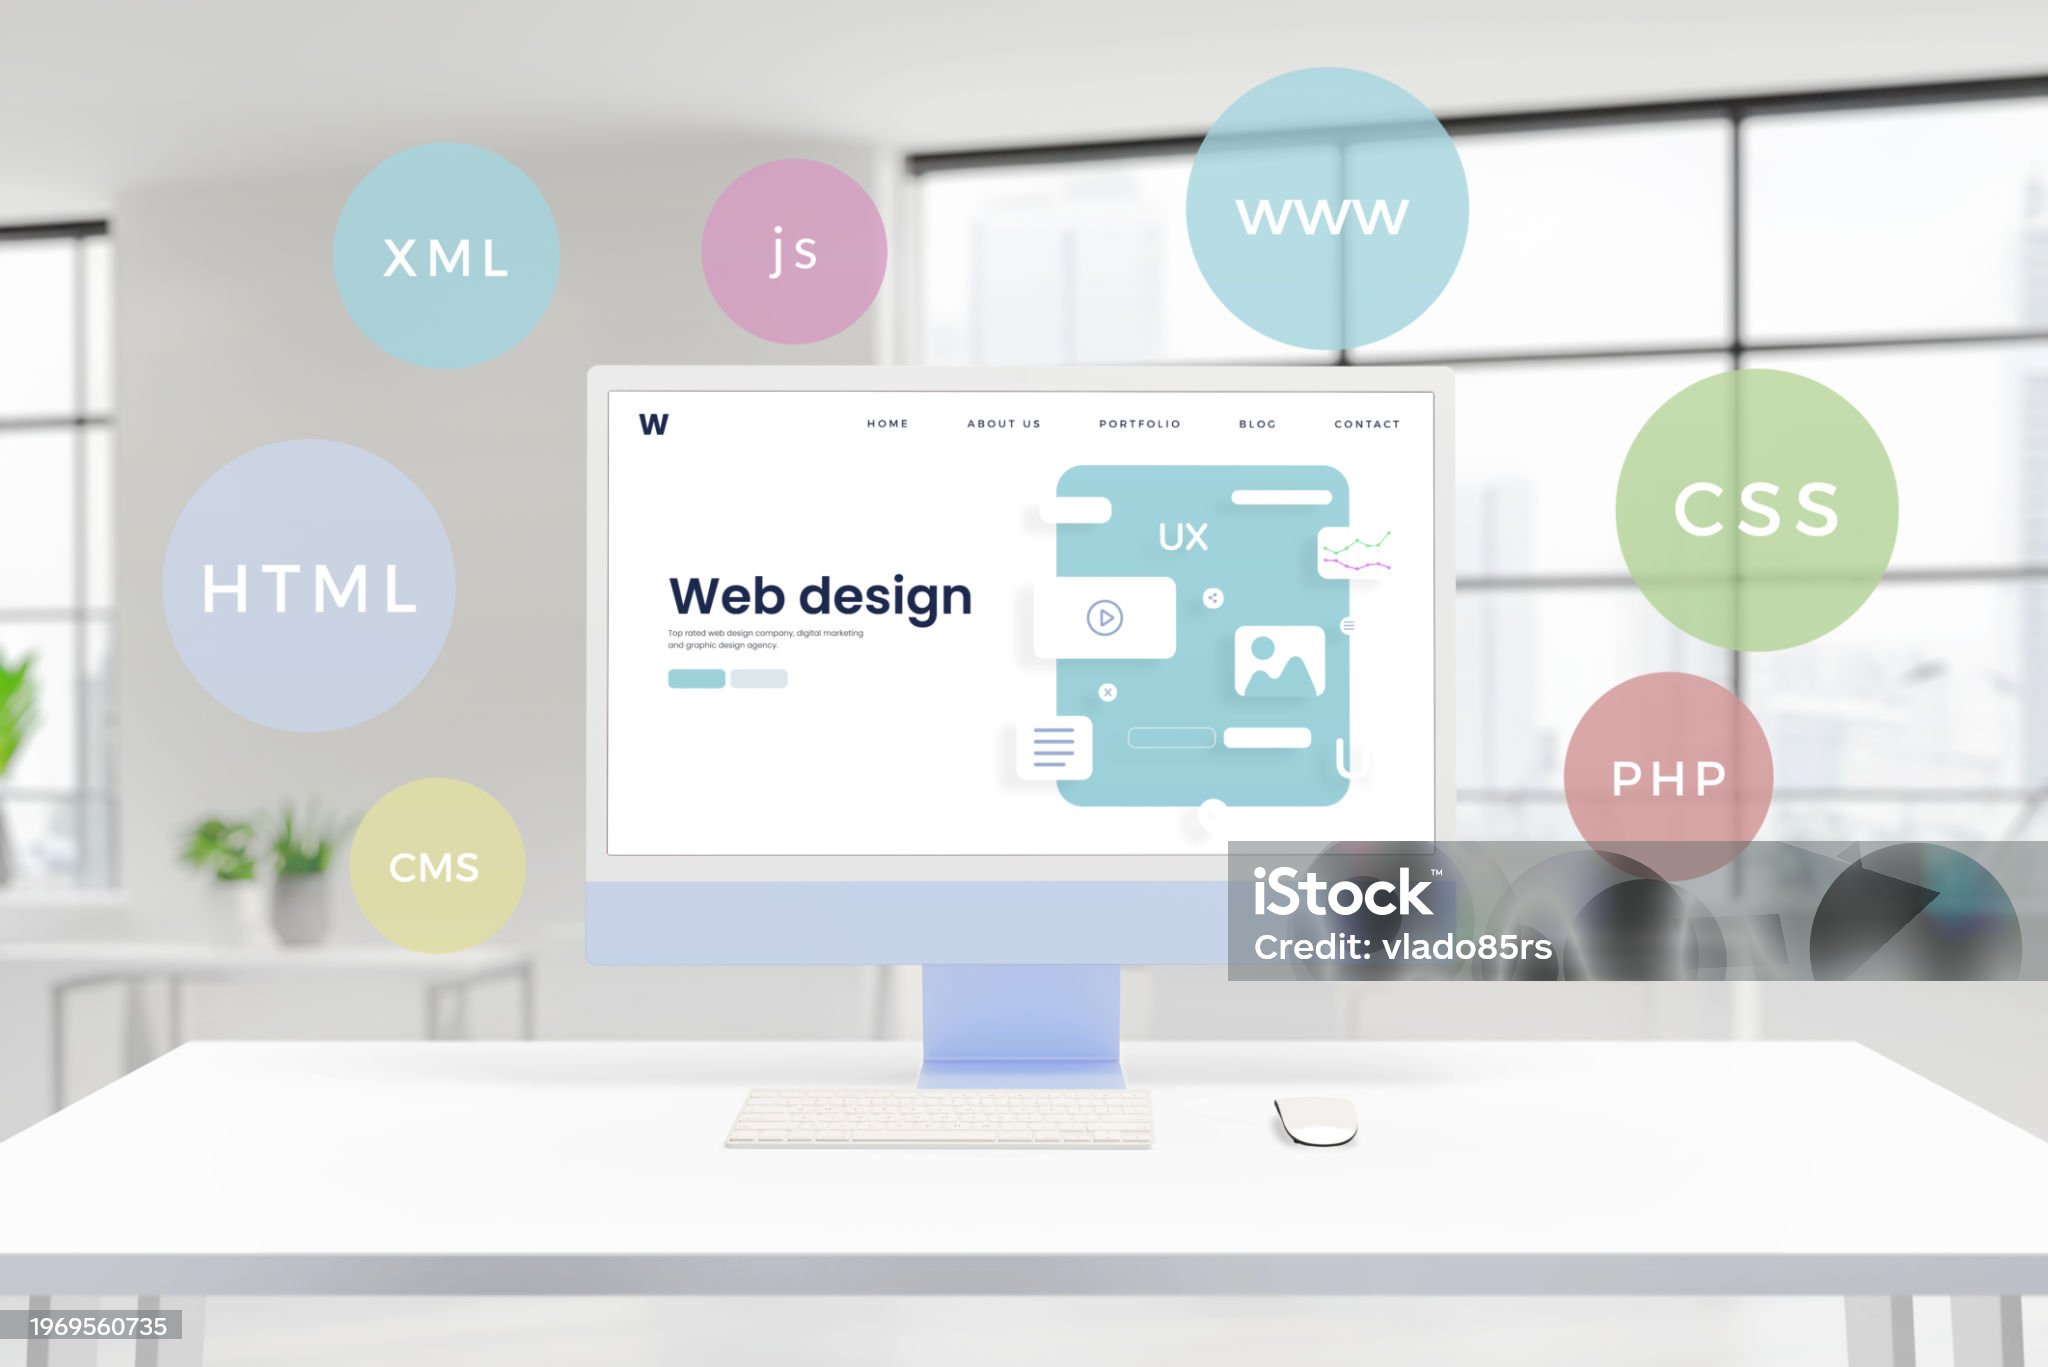 www
XML
js
W
HOME ABOUT US PORTFOLIO BLOG CONTACT
CSS
UX
HTML
Web design
Top rated web design company, digital marketing
and graphic design agency.
U
PHP
CMS
iStock™
Credit: vlado85rs
1969560735